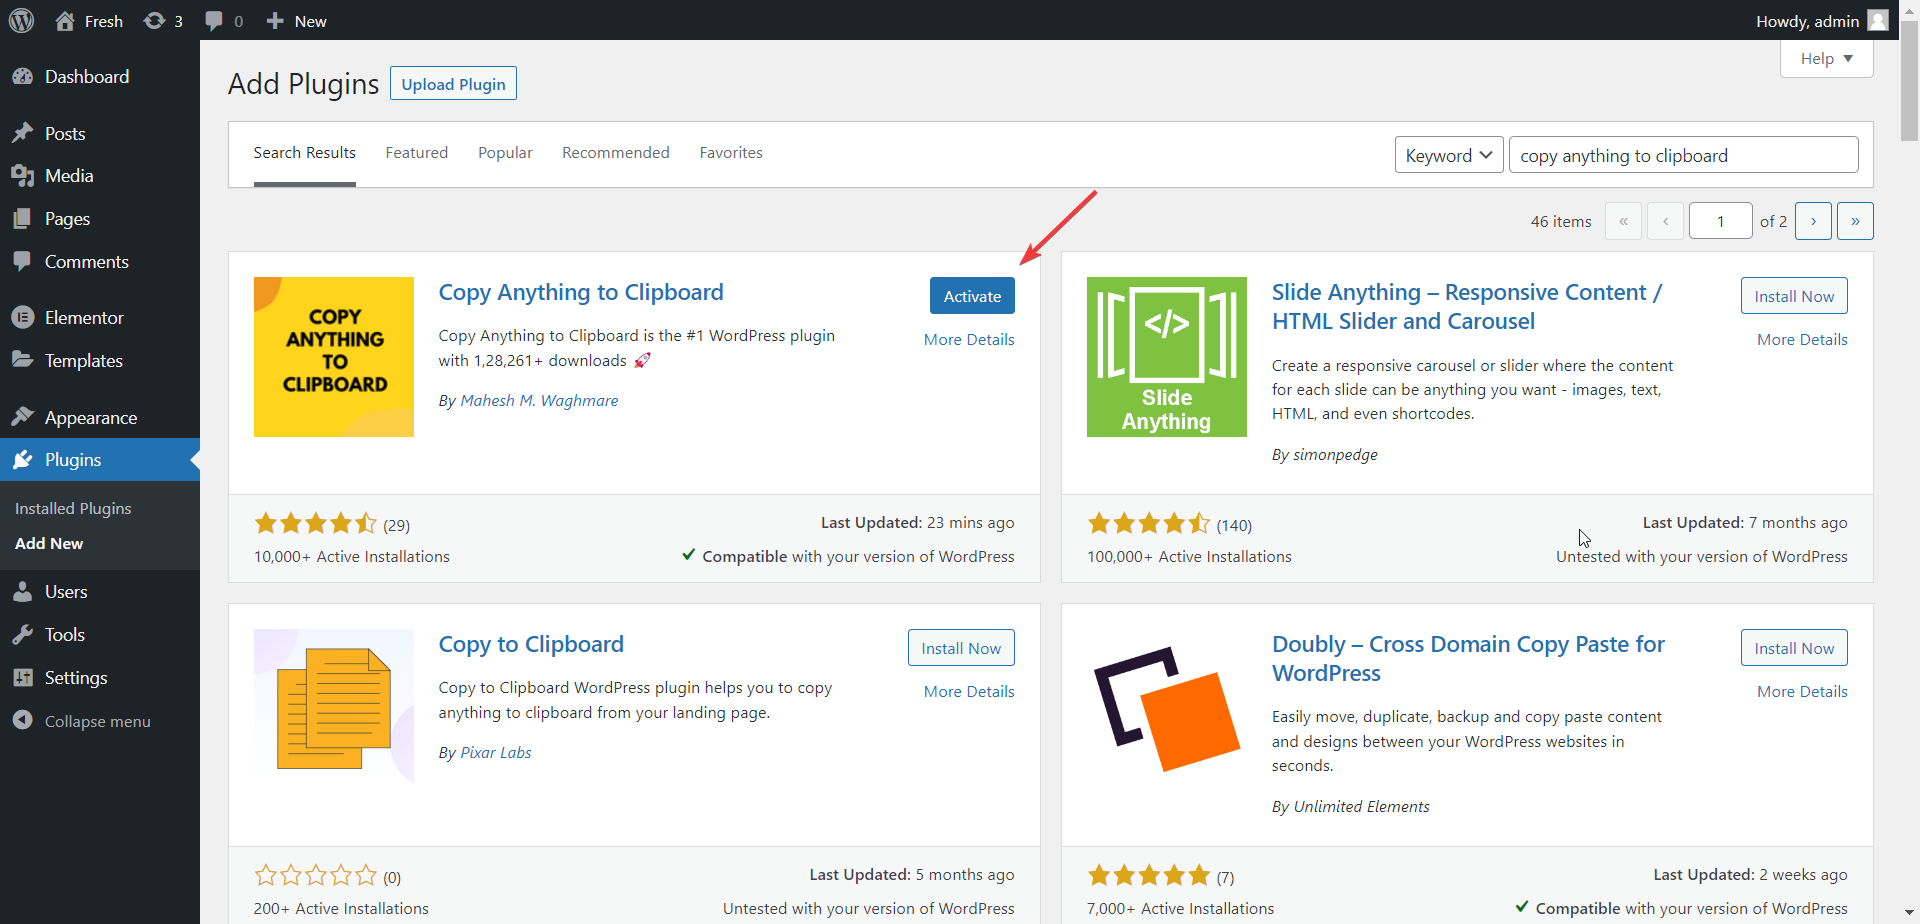 Fresh
3
0
New
Howdy, admin
Dashboard
Posts
Media
Pages
Comments
Elementor
Templates
Appearance
Plugins
Installed Plugins
Add New
Users
Tools
Settings
Collapse menu
Help
Add Plugins
Upload Plugin
Search Results
Featured
Popular
Recommended
Favorites
Keyword
copy anything to clipboard
46 items
«
‹
1
of 2
›
»
COPY
ANYTHING
TO
CLIPBOARD
Copy Anything to Clipboard
Activate
More Details
Copy Anything to Clipboard is the #1 WordPress plugin
with 1,28,261+ downloads 🚀
By Mahesh M. Waghmare
(29)
10,000+ Active Installations
Last Updated: 23 mins ago
Compatible with your version of WordPress
</>
Slide
Anything
Slide Anything – Responsive Content /
HTML Slider and Carousel
Install Now
More Details
Create a responsive carousel or slider where the content
for each slide can be anything you want - images, text,
HTML, and even shortcodes.
By simonpedge
(140)
100,000+ Active Installations
Last Updated: 7 months ago
Untested with your version of WordPress
Copy to Clipboard
Install Now
More Details
Copy to Clipboard WordPress plugin helps you to copy
anything to clipboard from your landing page.
By Pixar Labs
(0)
200+ Active Installations
Last Updated: 5 months ago
Untested with your version of WordPress
Doubly – Cross Domain Copy Paste for
WordPress
Install Now
More Details
Easily move, duplicate, backup and copy paste content
and designs between your WordPress websites in
seconds.
By Unlimited Elements
(7)
7,000+ Active Installations
Last Updated: 2 weeks ago
Compatible with your version of WordPress